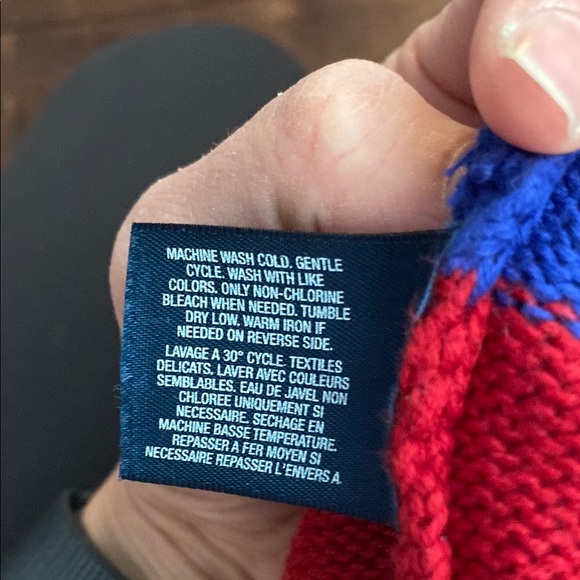 MACHINE WASH COLD. GENTLE
CYCLE. WASH WITH LIKE
COLORS. ONLY NON-CHLORINE
BLEACH WHEN NEEDED. TUMBLE
DRY LOW. WARM IRON IF
NEEDED ON REVERSE SIDE.
LAVAGE A 30° CYCLE. TEXTILES
DELICATS. LAVER AVEC COULEURS
SEMBLABLES. EAU DE JAVEL NON
CHLOREE UNIQUEMENT SI
NECESSAIRE. SECHAGE EN
MACHINE BASSE TEMPERATURE.
REPASSER A FER MOYEN SI
NECESSAIRE REPASSER L'ENVERS A